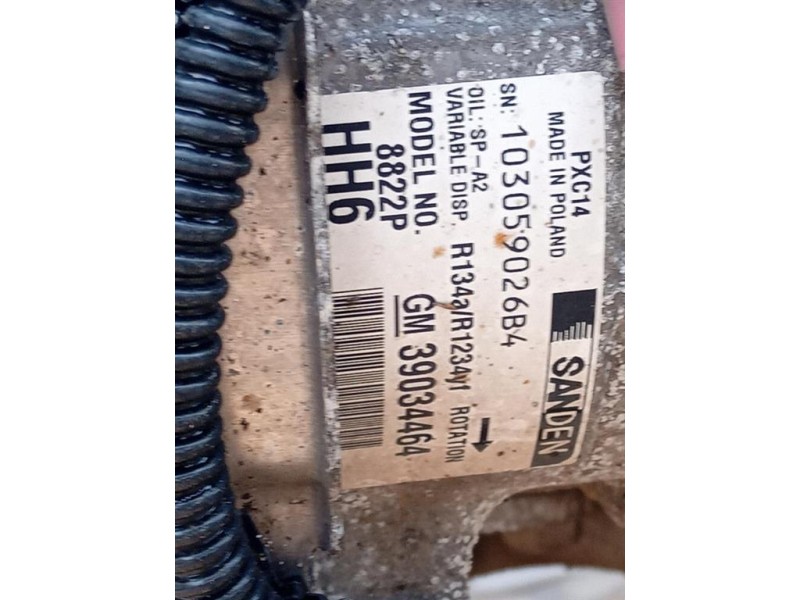 PXC14
MADE IN POLAND
SANDEN
SN: 103059026B4
OIL: SP-A2
VARIABLE DISP. R134a/R1234yf ROTATION
MODEL NO. GM 39034464
8822P
HH6